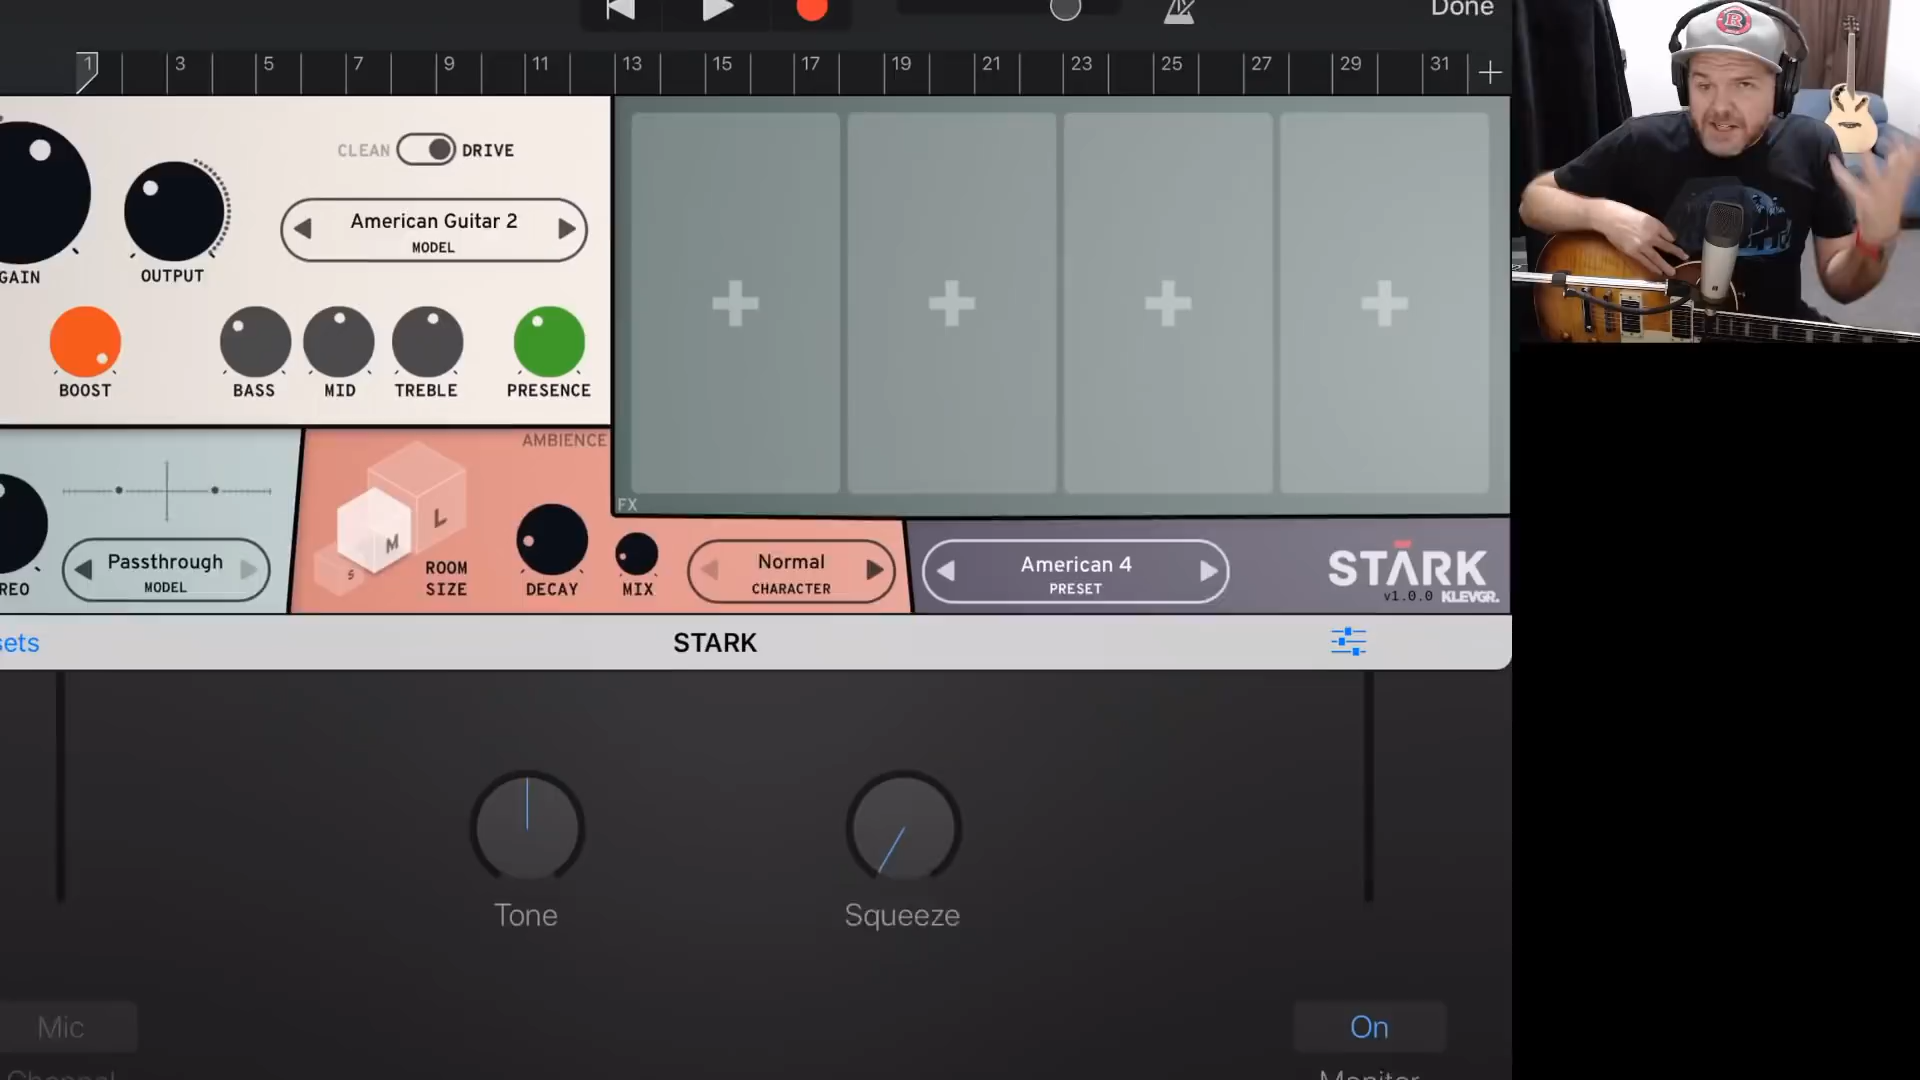 Done
1 3 5 7 9 11 13 15 17 19 21 23 25 27 29 31
CLEAN DRIVE
American Guitar 2
MODEL
GAIN OUTPUT
BOOST BASS MID TREBLE PRESENCE
AMBIENCE
FX
L
M
S
Passthrough
MODEL
REO
ROOM
SIZE
DECAY MIX
Normal
CHARACTER
American 4
PRESET
STARK
v1.0.0 KLEVGR.
sets STARK
Tone Squeeze
Mic On
Channel Monitor